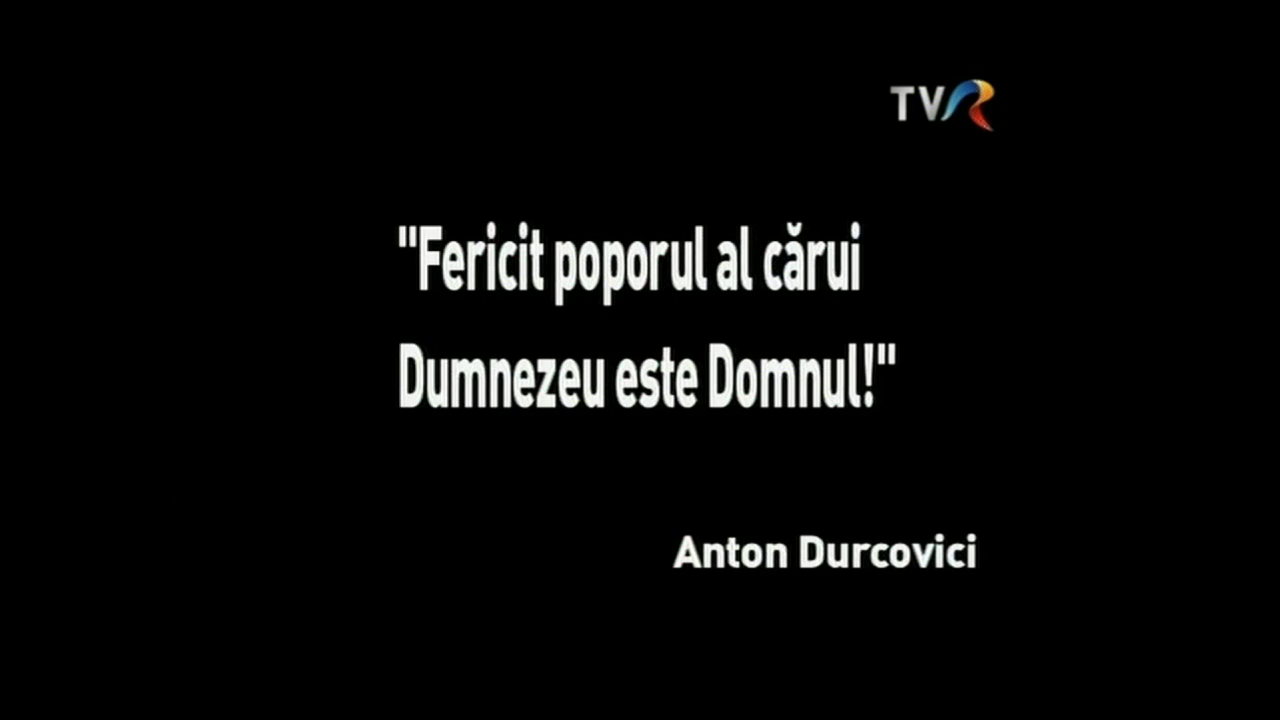 TVR
"Fericit poporul al cărui
Dumnezeu este Domnul!"
Anton Durcovici